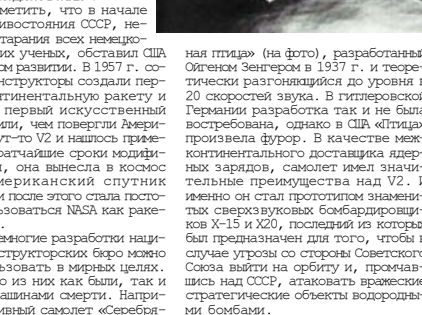 метить, что в начале
ивостояния СССР, не-
тарания всех немецко-
их ученых, обставил США
ом развитии. В 1957 г. со-
нструкторы создали пер-
тинентальную ракету и
первый искусственный
или, чем повергли Амери-
ут-то V2 и нашлось приме-
ратчайшие сроки модифи-
, она вынесла в космос
мериканский спутник
и после этого стала посто-
ьзоваться NASA как раке-
.
емногие разработки наци-
структорских бюро можно
ьзовать в мирных целях.
о из них как были, так и
ашинами смерти. Напри-
ивный самолет «Серебря-
ная птица» (на фото), разработанный
Ойгеном Зенгером в 1937 г. и теоре-
тически разгоняющийся до уровня в
20 скоростей звука. В гитлеровской
Германии разработка так и не была
востребована, однако в США «Птица»
произвела фурор. В качестве меж-
континентального доставщика ядер-
ных зарядов, самолет имел значи-
тельные преимущества над V2. И
именно он стал прототипом знамени-
тых сверхзвуковых бомбардировщи-
ков Х-15 и Х20, последний из которых
был предназначен для того, чтобы в
случае угрозы со стороны Советского
Союза выйти на орбиту и, промчав-
шись над СССР, атаковать вражеские
стратегические объекты водородны-
ми бомбами.